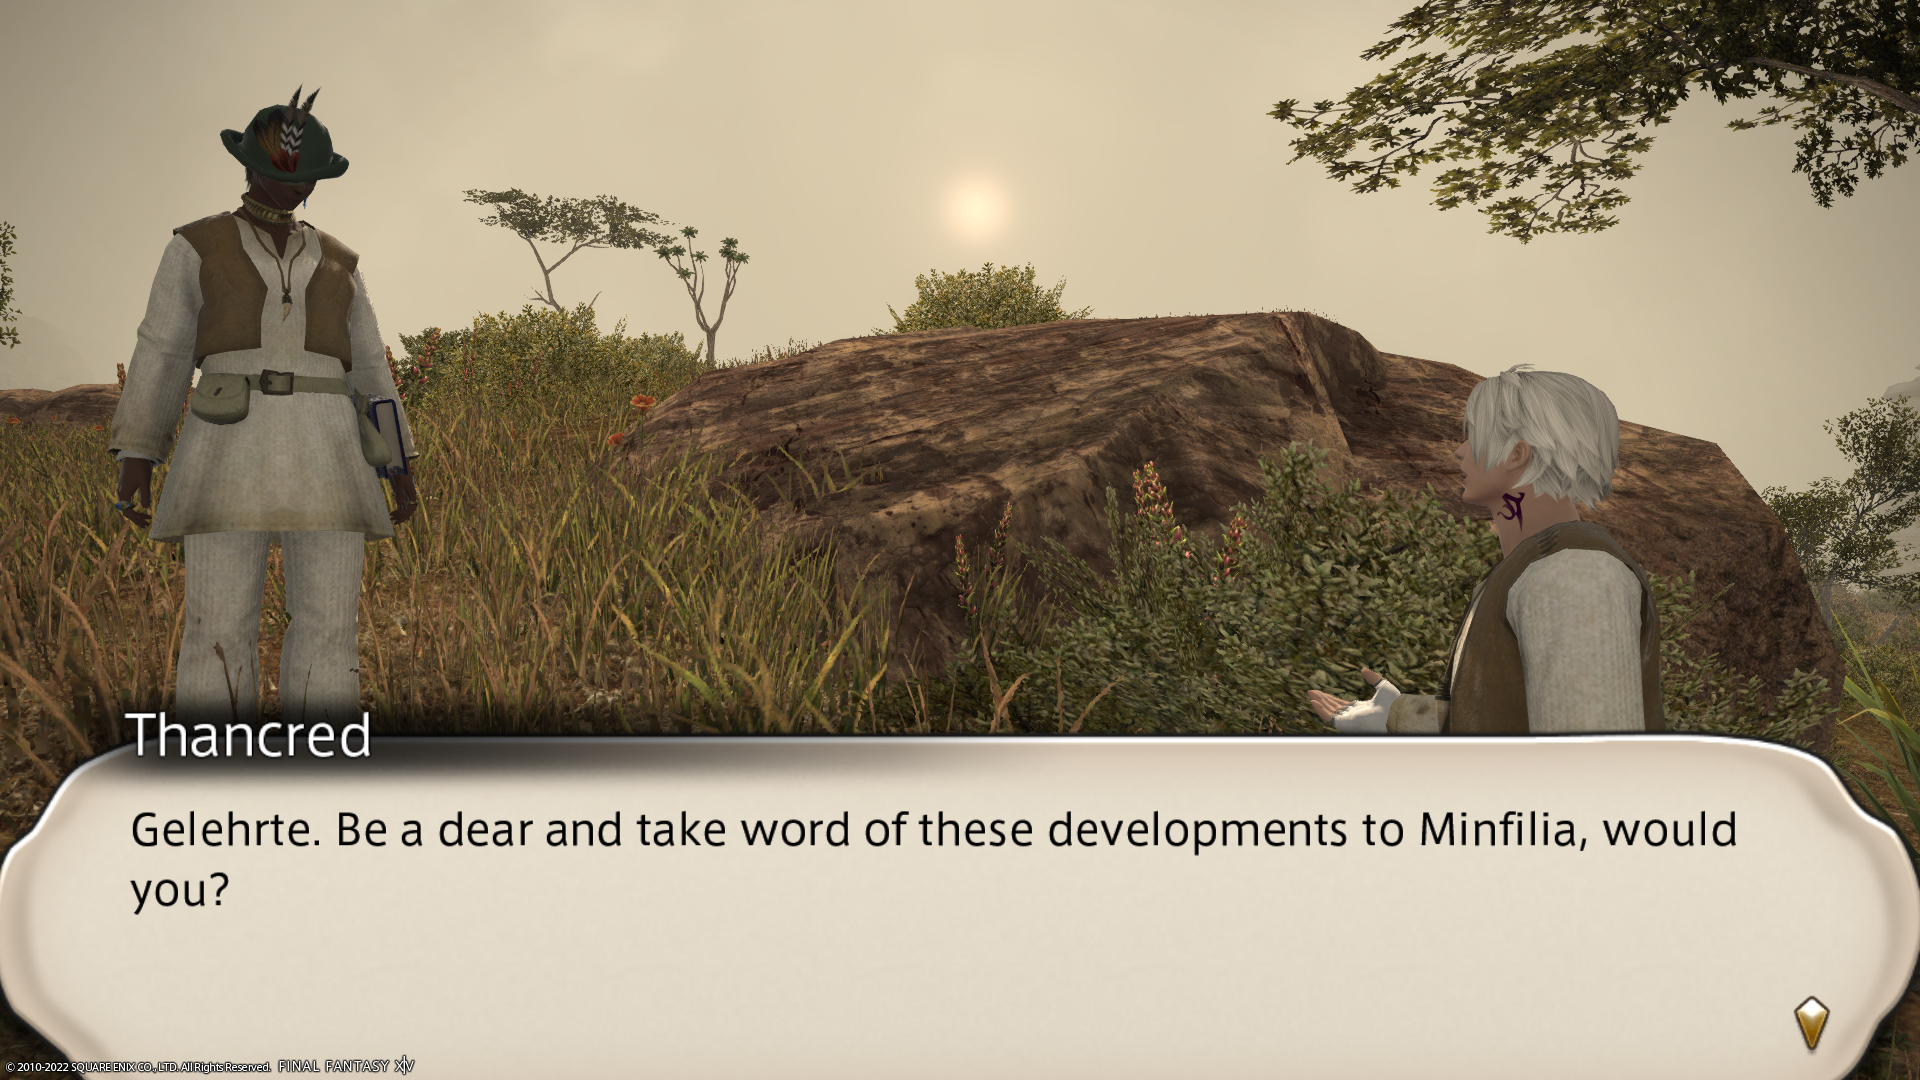 Thancred
Gelehrte. Be a dear and take word of these developments to Minfilia, would
you?
© 2010-2022 SQUARE ENIX CO., LTD. All Rights Reserved. FINAL FANTASY XIV